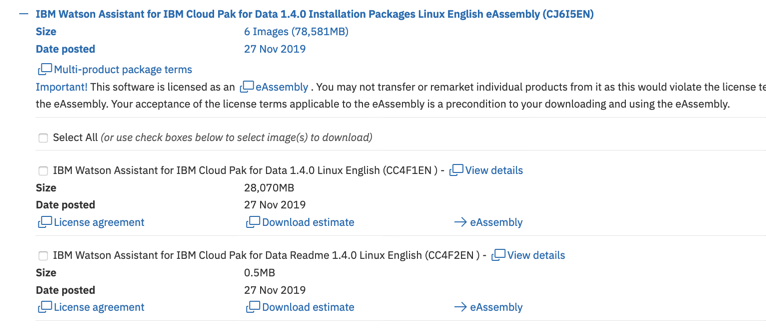 IBM Watson Assistant for IBM Cloud Pak for Data 1.4.0 Installation Packages Linux English eAssembly (CJ6I5EN)
Size 6 Images (78,581MB)
Date posted 27 Nov 2019
Multi-product package terms
Important! This software is licensed as an eAssembly . You may not transfer or remarket individual products from it as this would violate the license te
the eAssembly. Your acceptance of the license terms applicable to the eAssembly is a precondition to your downloading and using the eAssembly.
Select All (or use check boxes below to select image(s) to download)
IBM Watson Assistant for IBM Cloud Pak for Data 1.4.0 Linux English (CC4F1EN ) - View details
Size 28,070MB
Date posted 27 Nov 2019
License agreement Download estimate eAssembly
IBM Watson Assistant for IBM Cloud Pak for Data Readme 1.4.0 Linux English (CC4F2EN ) - View details
Size 0.5MB
Date posted 27 Nov 2019
License agreement Download estimate eAssembly